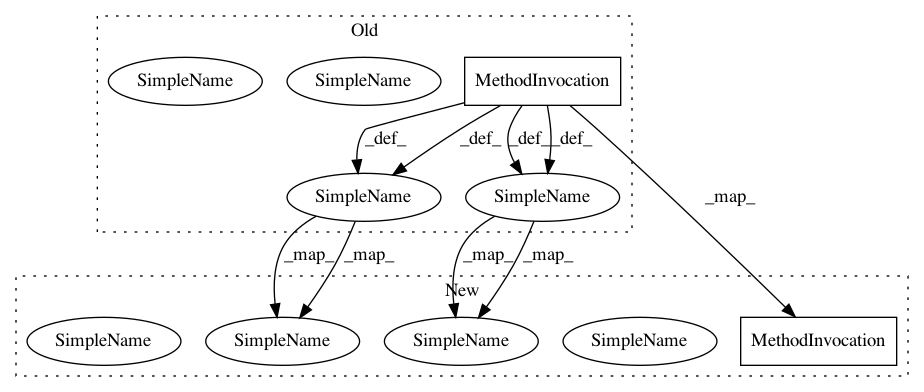 Old
SimpleName SimpleName MethodInvocation
_def_ _def_ _def_ _def_
SimpleName SimpleName
_map_
_map_ _map_ _map_ _map_
New
SimpleName SimpleName SimpleName SimpleName MethodInvocation